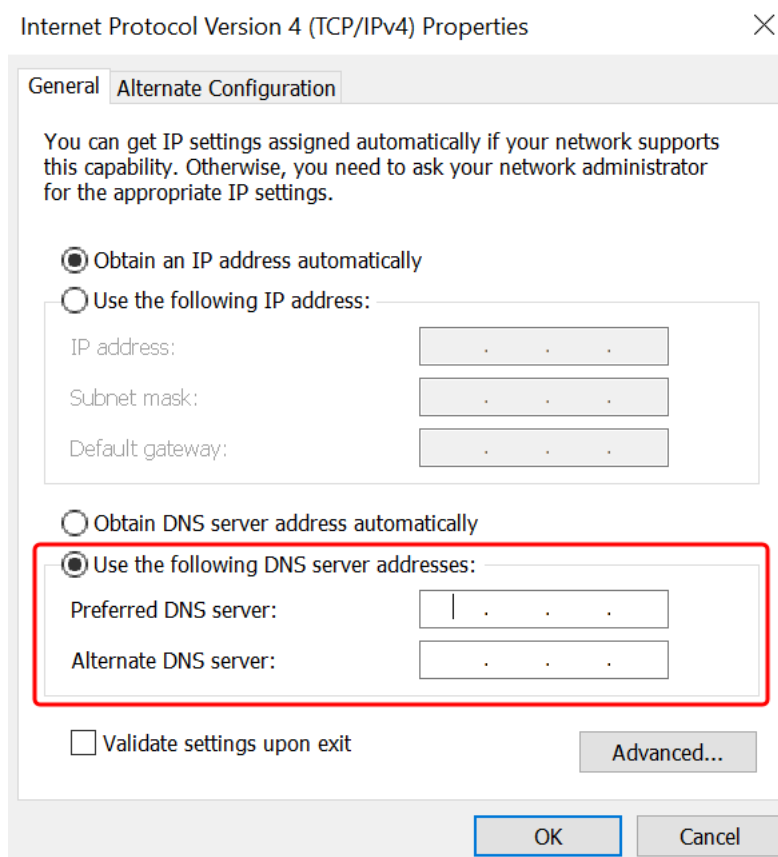 Internet Protocol Version 4 (TCP/IPv4) Properties
General
Alternate Configuration
You can get IP settings assigned automatically if your network supports
this capability. Otherwise, you need to ask your network administrator
for the appropriate IP settings.
Obtain an IP address automatically
Use the following IP address:
IP address:
Subnet mask:
Default gateway:
Obtain DNS server address automatically
Use the following DNS server addresses:
Preferred DNS server:
Alternate DNS server:
Validate settings upon exit
Advanced...
OK
Cancel